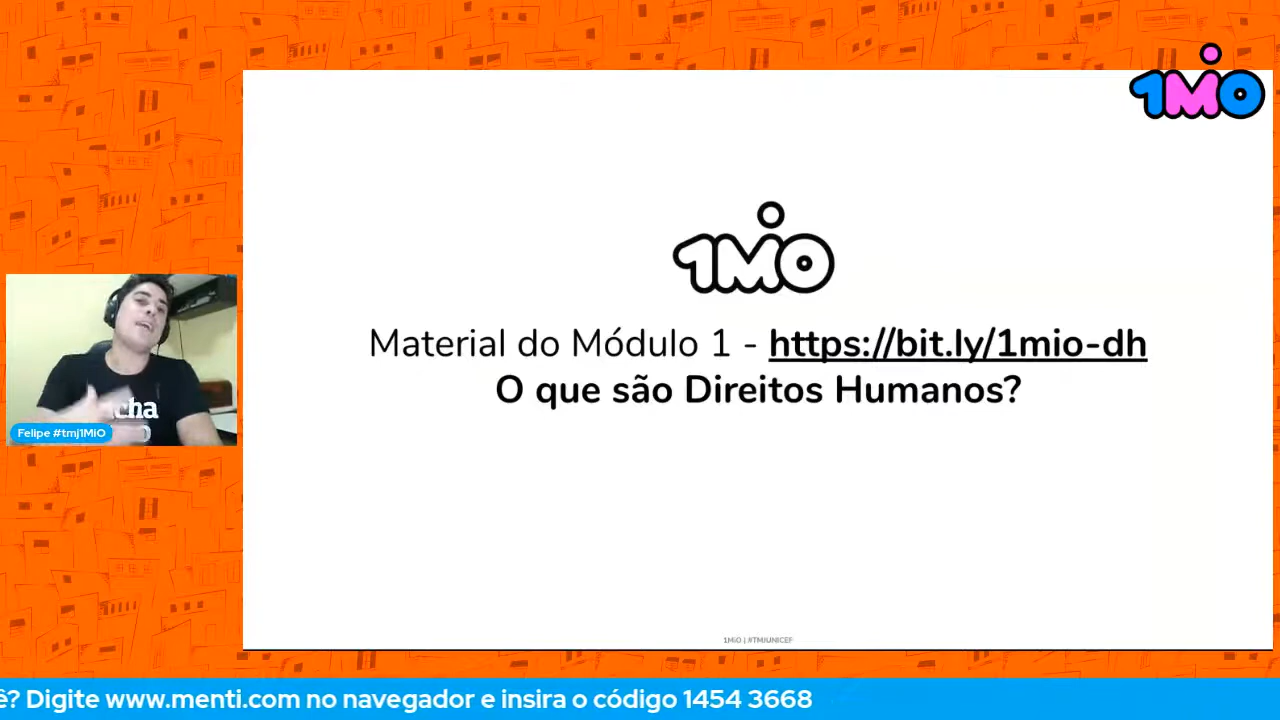 1MiO
1MiO
Material do Módulo 1 - https://bit.ly/1mio-dh
O que são Direitos Humanos?
cha
Felipe #tmj1MiO
1MiO | #TMJUNICEF
ê? Digite www.menti.com no navegador e insira o código 1454 3668